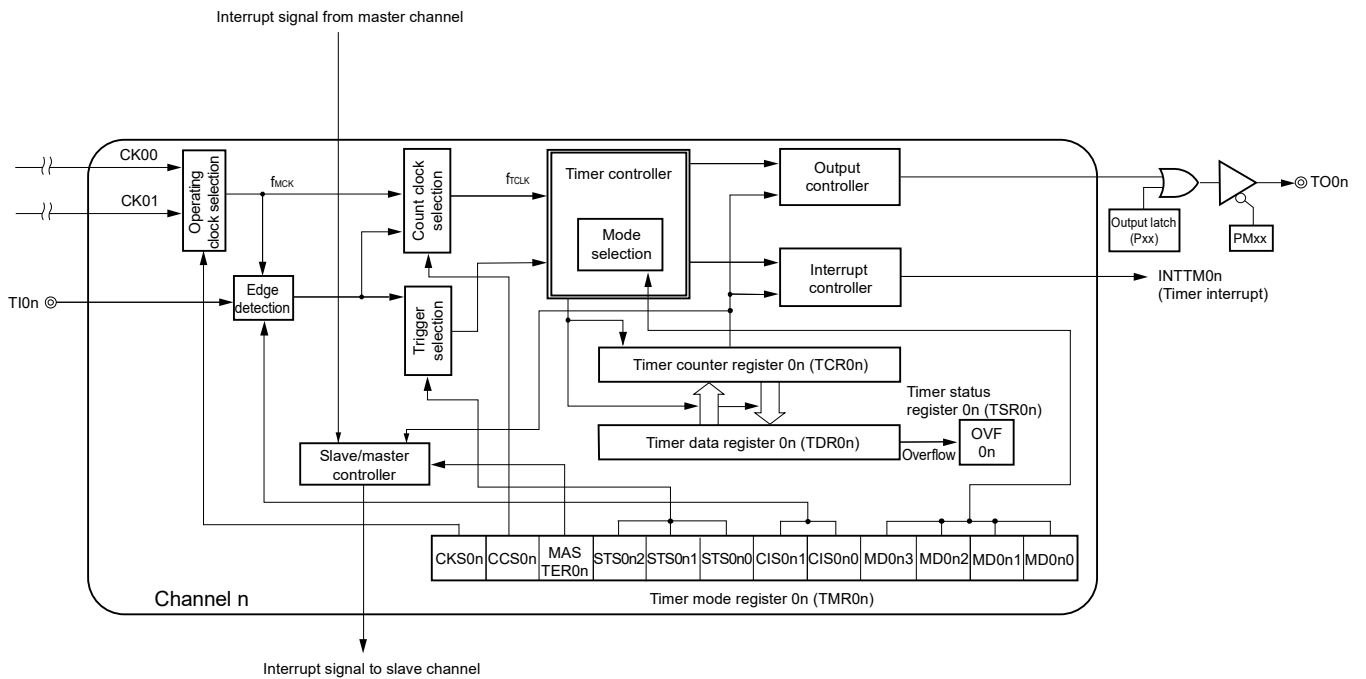 Interrupt signal from master channel
CK00
CK01
Operating
clock selection
fMCK
Count clock
selection
fTCLK
Timer controller
Mode
selection
Output
controller
TO0n
Output latch
(Pxx)
PMxx
Interrupt
controller
INTTM0n
(Timer interrupt)
TI0n
Edge
detection
Trigger
selection
Timer counter register 0n (TCR0n)
Timer status
register 0n (TSR0n)
Timer data register 0n (TDR0n)
Overflow
OVF
0n
Slave/master
controller
CKS0n
CCS0n
MAS
TER0n
STS0n2
STS0n1
STS0n0
CIS0n1
CIS0n0
MD0n3
MD0n2
MD0n1
MD0n0
Channel n
Timer mode register 0n (TMR0n)
Interrupt signal to slave channel